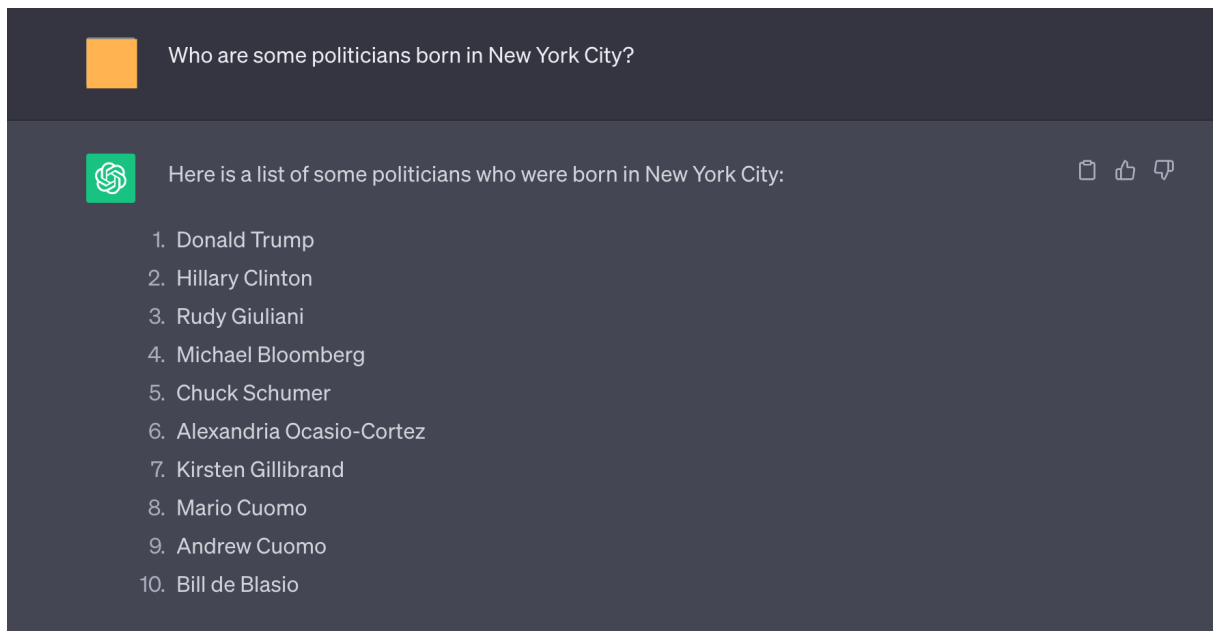 Who are some politicians born in New York City?
Here is a list of some politicians who were born in New York City:
1. Donald Trump
2. Hillary Clinton
3. Rudy Giuliani
4. Michael Bloomberg
5. Chuck Schumer
6. Alexandria Ocasio-Cortez
7. Kirsten Gillibrand
8. Mario Cuomo
9. Andrew Cuomo
10. Bill de Blasio